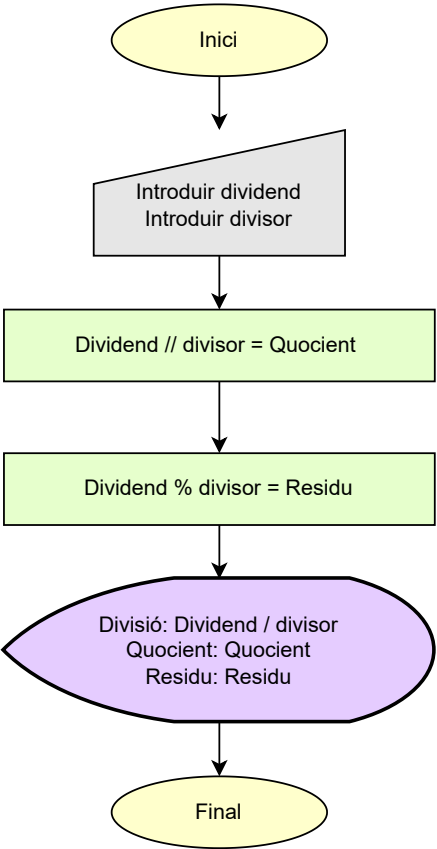 Inici
Introduir dividend
Introduir divisor
Dividend // divisor = Quocient
Dividend % divisor = Residu
Divisió: Dividend / divisor
Quocient: Quocient
Residu: Residu
Final